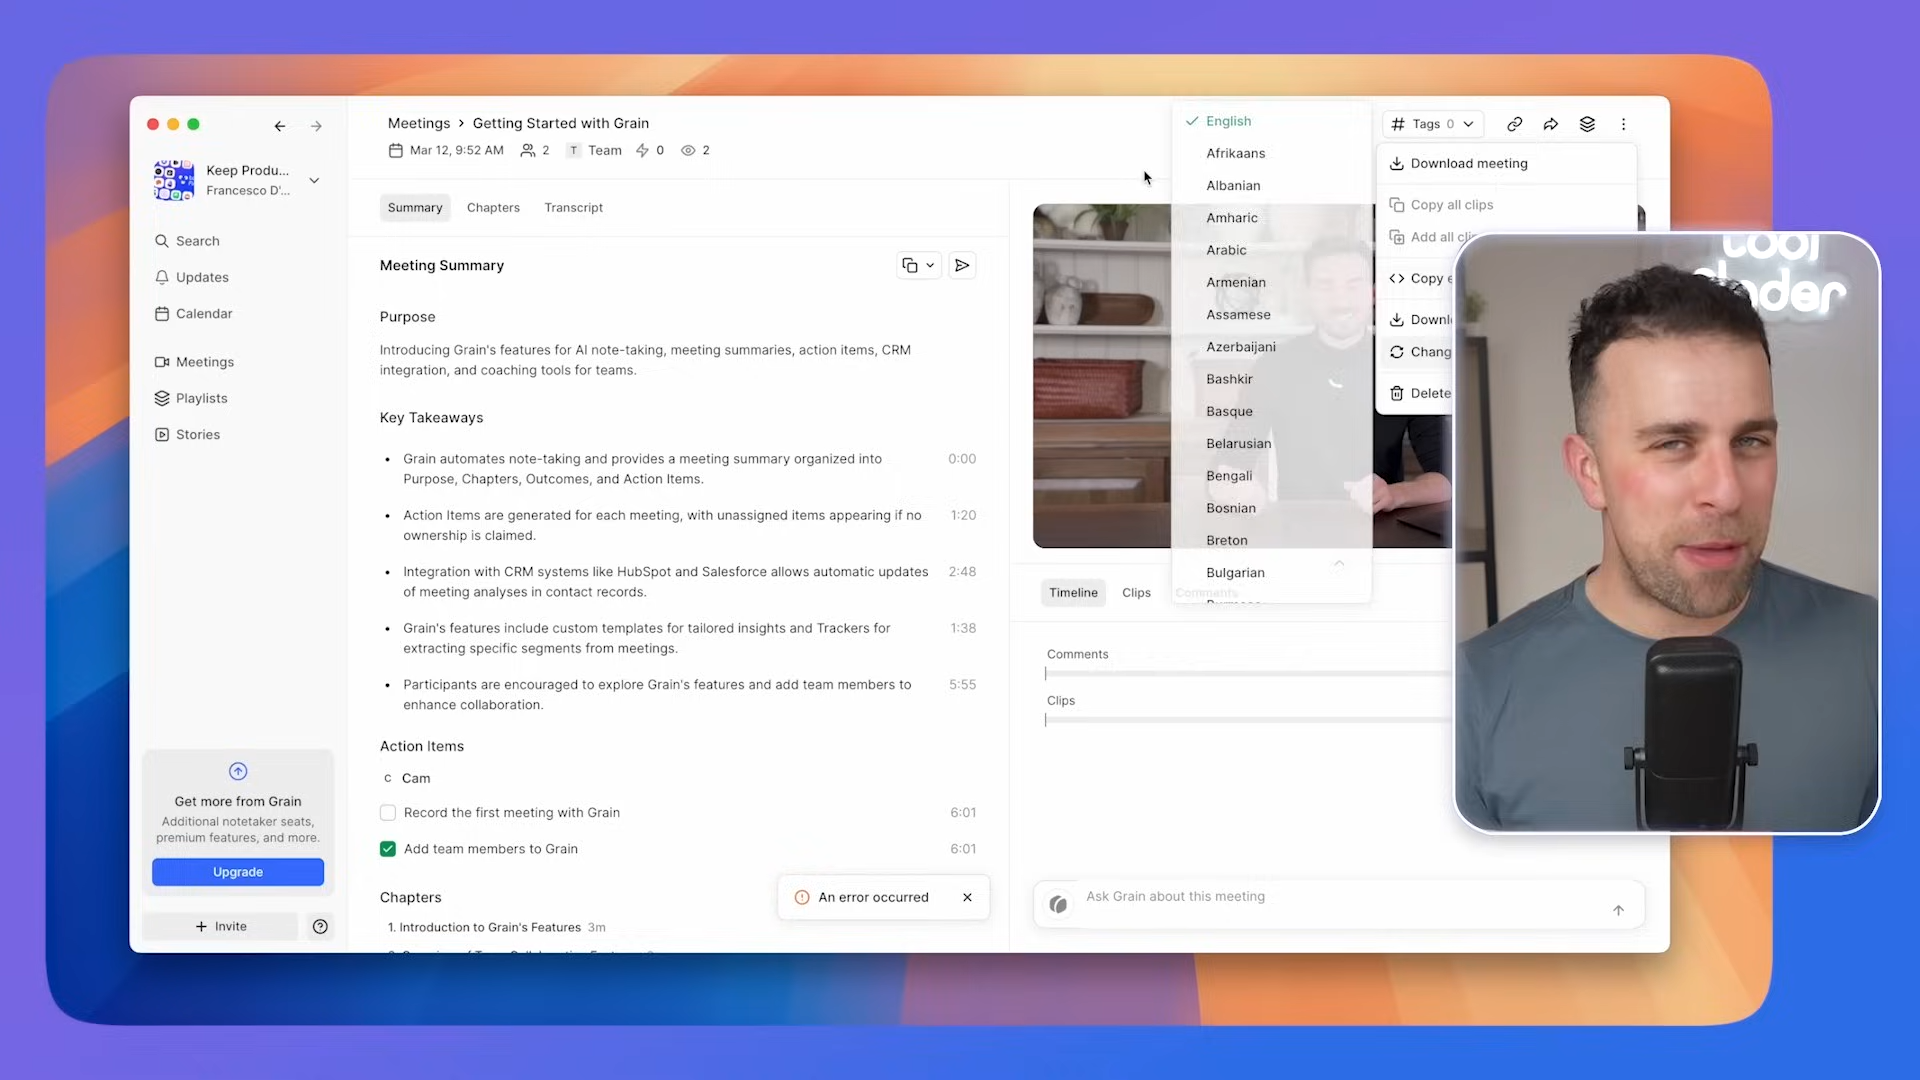 Meetings > Getting Started with Grain
Mar 12, 9:52 AM 2 T Team 0 2
Keep Produ...
Francesco D'...
Search
Updates
Calendar
Meetings
Playlists
Stories
Get more from Grain
Additional notetaker seats,
premium features, and more.
Upgrade
+ Invite
Summary Chapters Transcript
Meeting Summary
Purpose
Introducing Grain's features for AI note-taking, meeting summaries, action items, CRM
integration, and coaching tools for teams.
Key Takeaways
• Grain automates note-taking and provides a meeting summary organized into 0:00
Purpose, Chapters, Outcomes, and Action Items.
• Action Items are generated for each meeting, with unassigned items appearing if no 1:20
ownership is claimed.
• Integration with CRM systems like HubSpot and Salesforce allows automatic updates 2:48
of meeting analyses in contact records.
• Grain's features include custom templates for tailored insights and Trackers for 1:38
extracting specific segments from meetings.
• Participants are encouraged to explore Grain's features and add team members to 5:55
enhance collaboration.
Action Items
C Cam
Record the first meeting with Grain 6:01
Add team members to Grain 6:01
Chapters
1. Introduction to Grain's Features 3m
An error occurred
English
Afrikaans
Albanian
Amharic
Arabic
Armenian
Assamese
Azerbaijani
Bashkir
Basque
Belarusian
Bengali
Bosnian
Breton
Bulgarian
# Tags 0
Download meeting
Copy all clips
Add all cli
Copy e
Downl
Chang
Delete
tool
Timeline Clips Comments
Comments
Clips
Ask Grain about this meeting